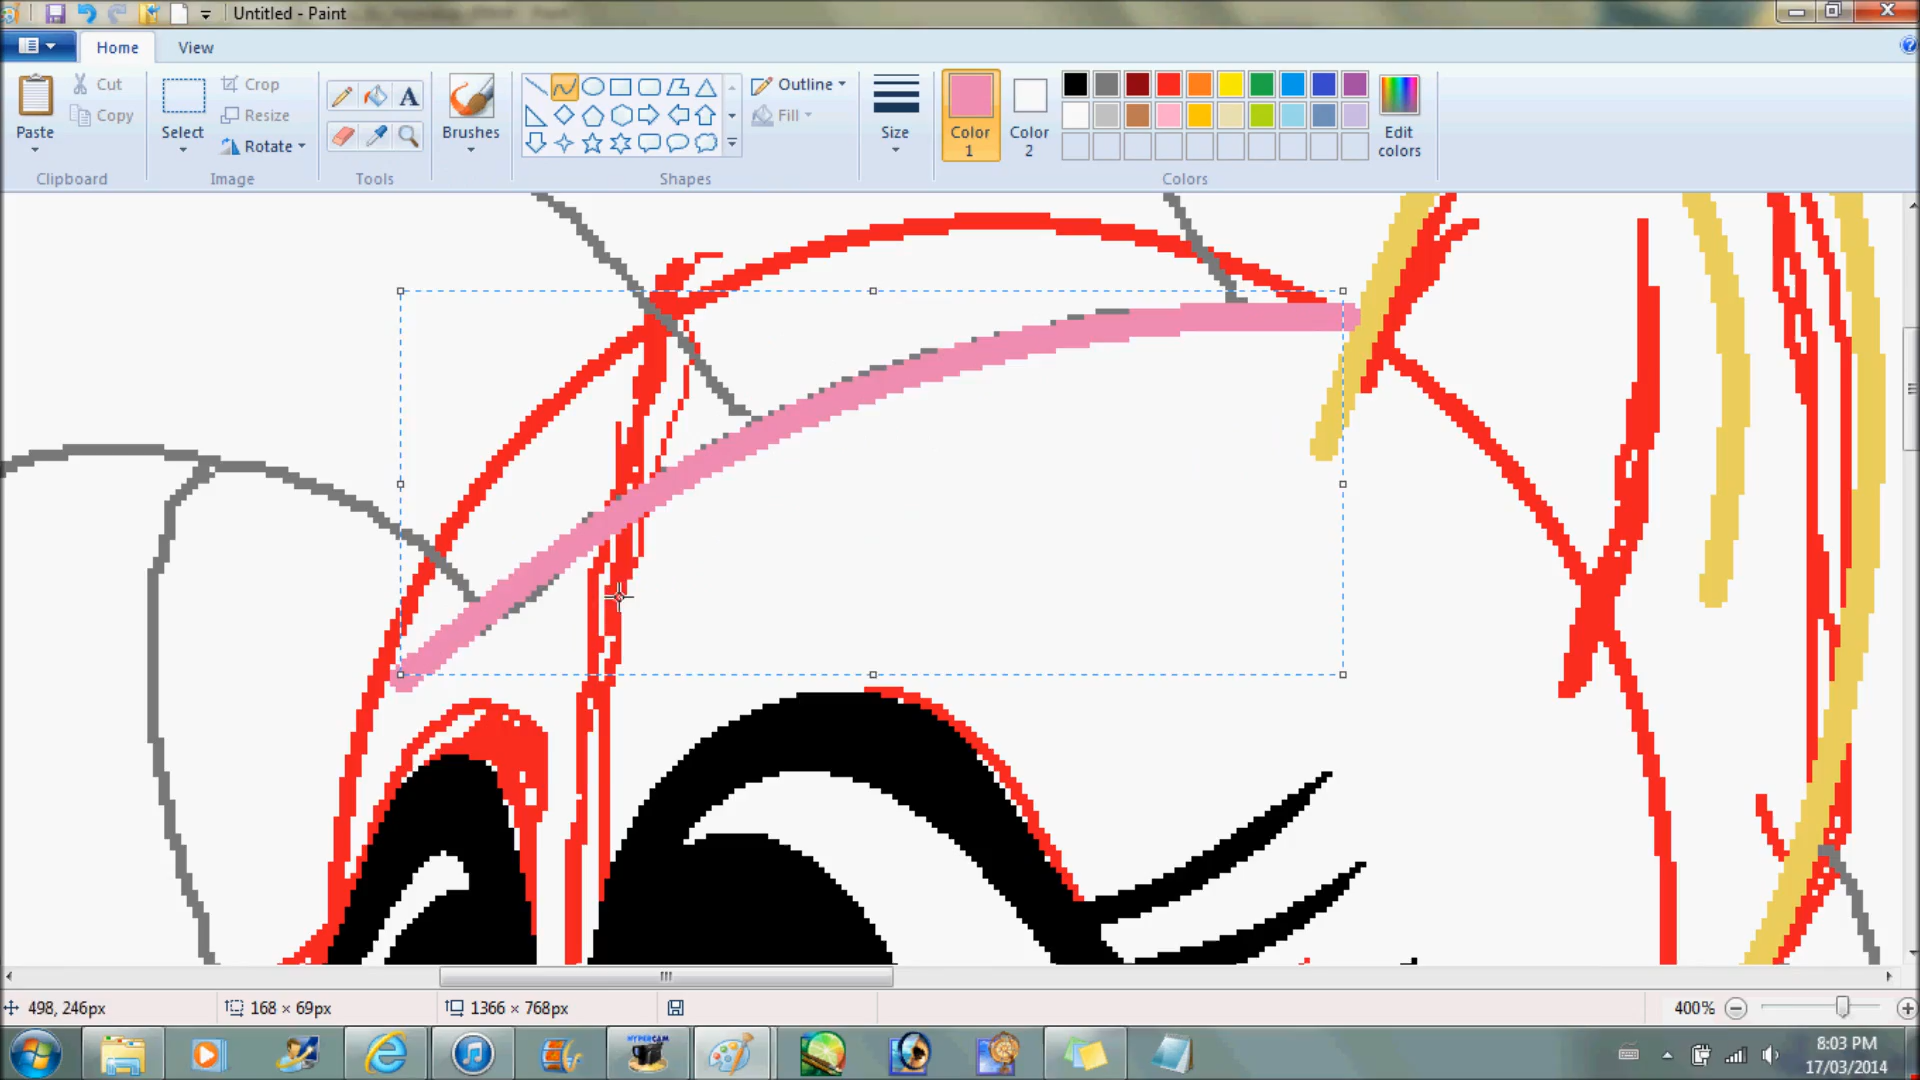 Untitled - Paint
Home View
Paste
Cut
Copy
Clipboard
Select
Crop
Resize
Rotate
Image
A
Tools
Brushes
Outline
Fill
Shapes
Size
Color
1
Color
2
Edit
colors
Colors
498, 246px
168 × 69px
1366 × 768px
400%
HYPERCAM
8:03 PM
17/03/2014